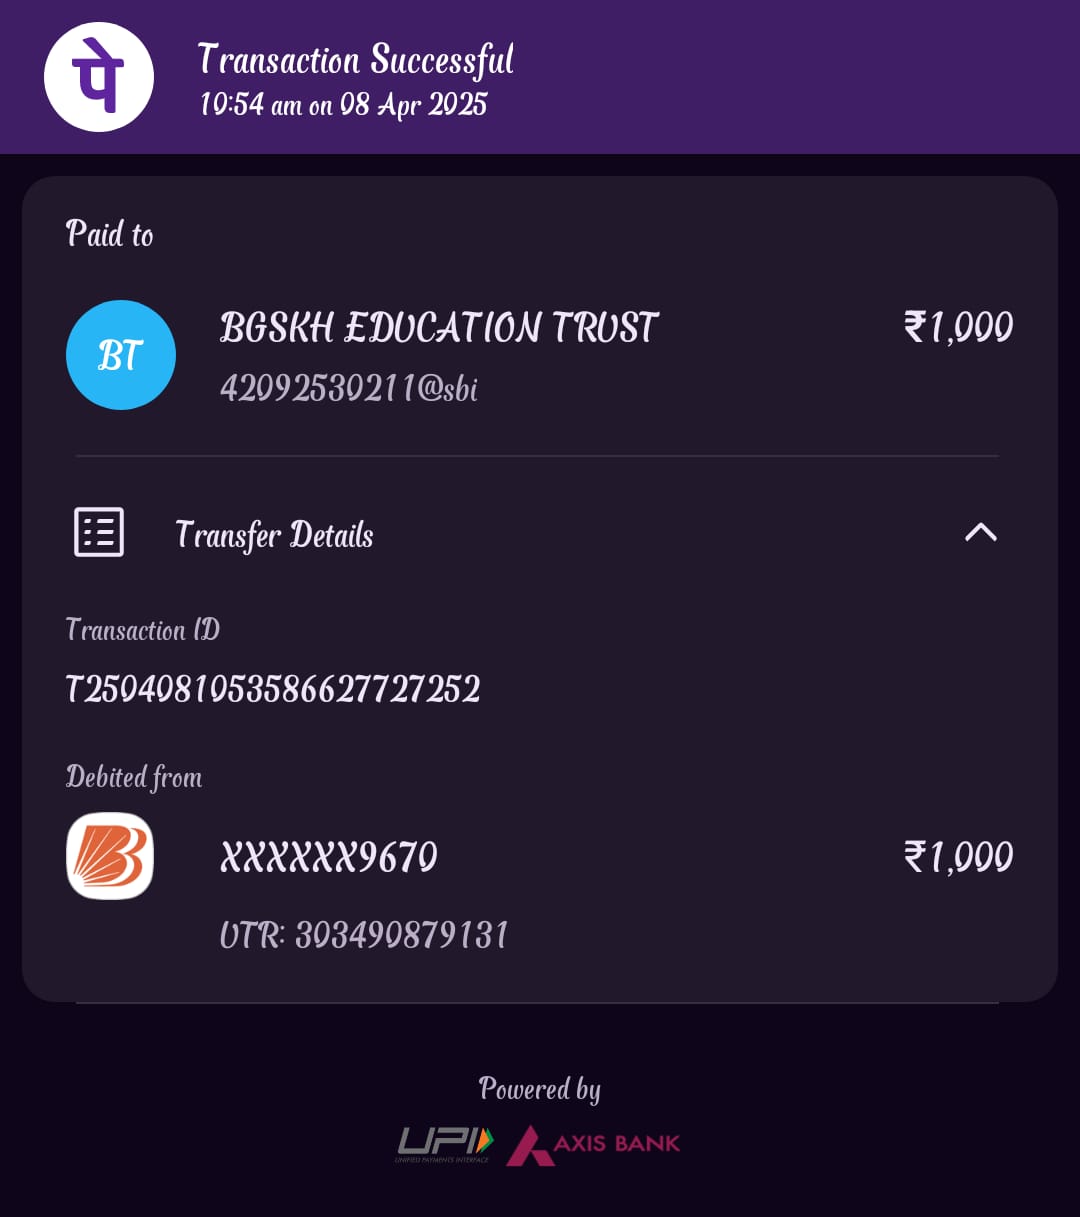 पे
Transaction Successful
10:54 am on 08 Apr 2025
Paid to
BT
BGSKH EDUCATION TRUST
₹1,000
42092530211@sbi
Transfer Details
Transaction ID
T2504081053586627727252
Debited from
XXXXXX9670
₹1,000
UTR: 303490879131
Powered by
UPI
UNIFIED PAYMENTS INTERFACE
AXIS BANK